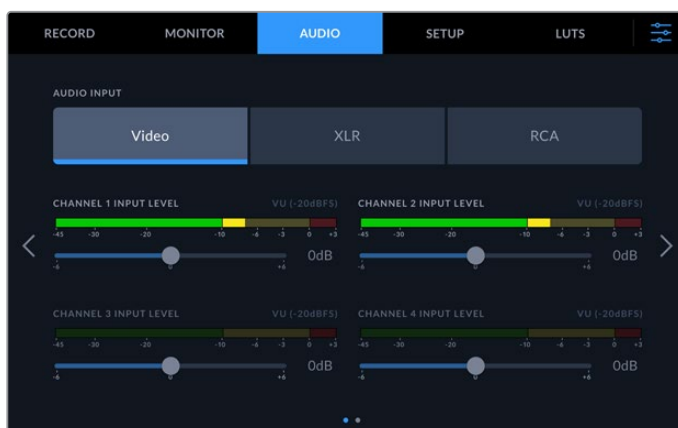 RECORD MONITOR AUDIO SETUP LUTS
AUDIO INPUT
Video XLR RCA
CHANNEL 1 INPUT LEVEL VU (-20dBFS) CHANNEL 2 INPUT LEVEL VU (-20dBFS)
-45 -30 -20 -10 -6 -3 0 +3 -45 -30 -20 -10 -6 -3 0 +3
0dB 0dB
-6 0 +6 -6 0 +6
CHANNEL 3 INPUT LEVEL VU (-20dBFS) CHANNEL 4 INPUT LEVEL VU (-20dBFS)
-45 -30 -20 -10 -6 -3 0 +3 -45 -30 -20 -10 -6 -3 0 +3
0dB 0dB
-6 0 +6 -6 0 +6